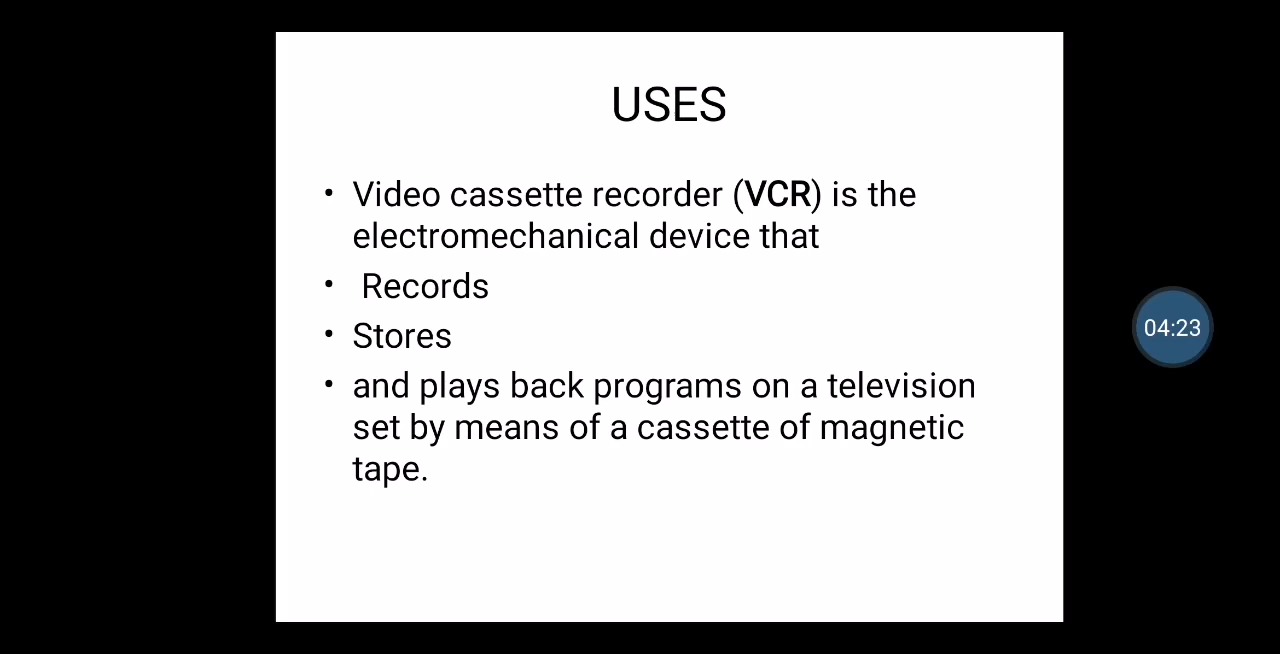 USES
• Video cassette recorder (VCR) is the
electromechanical device that
• Records
• Stores
• and plays back programs on a television
set by means of a cassette of magnetic
tape.
04:23